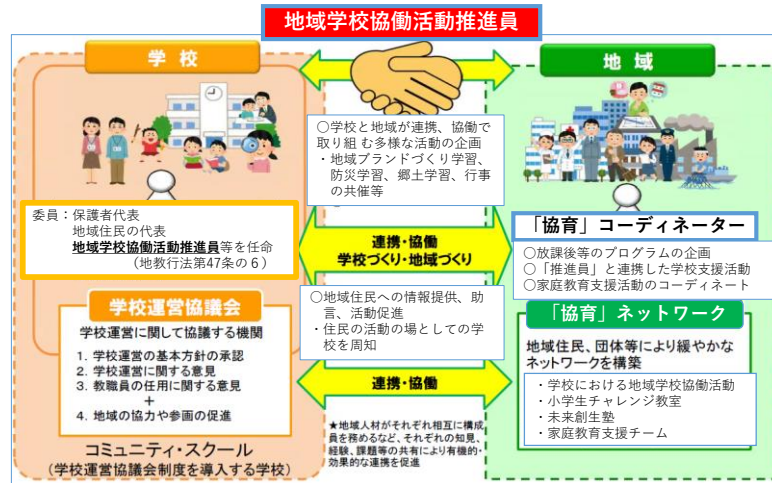 地域学校協働活動推進員
学校
地域
○学校と地域が連携、協働で
取り組 む多様な活動の企画
・地域ブランドづくり学習、
防災学習、郷土学習、行事
の共催等
委員：保護者代表
地域住民の代表
地域学校協働活動推進員等を任命
（地教行法第47条の６）
連携・協働
学校づくり・地域づくり
「協育」コーディネーター
○放課後等のプログラムの企画
○「推進員」と連携した学校支援活動
○家庭教育支援活動のコーディネート
学校運営協議会
学校運営に関して協議する機関
1. 学校運営の基本方針の承認
2. 学校運営に関する意見
3. 教職員の任用に関する意見
＋
4. 地域の協力や参画の促進
○地域住民への情報提供、助
言、活動促進
・住民の活動の場としての学
校を周知
連携・協働
「協育」ネットワーク
地域住民、団体等により緩やかな
ネットワークを構築
・学校における地域学校協働活動
・小学生チャレンジ教室
・未来創生塾
・家庭教育支援チーム
★地域人材がそれぞれ相互に構成
員を務めるなど、それぞれの知見、
経験、課題等の共有により有機的・
効果的な連携を促進
コミュニティ・スクール
（学校運営協議会制度を導入する学校）